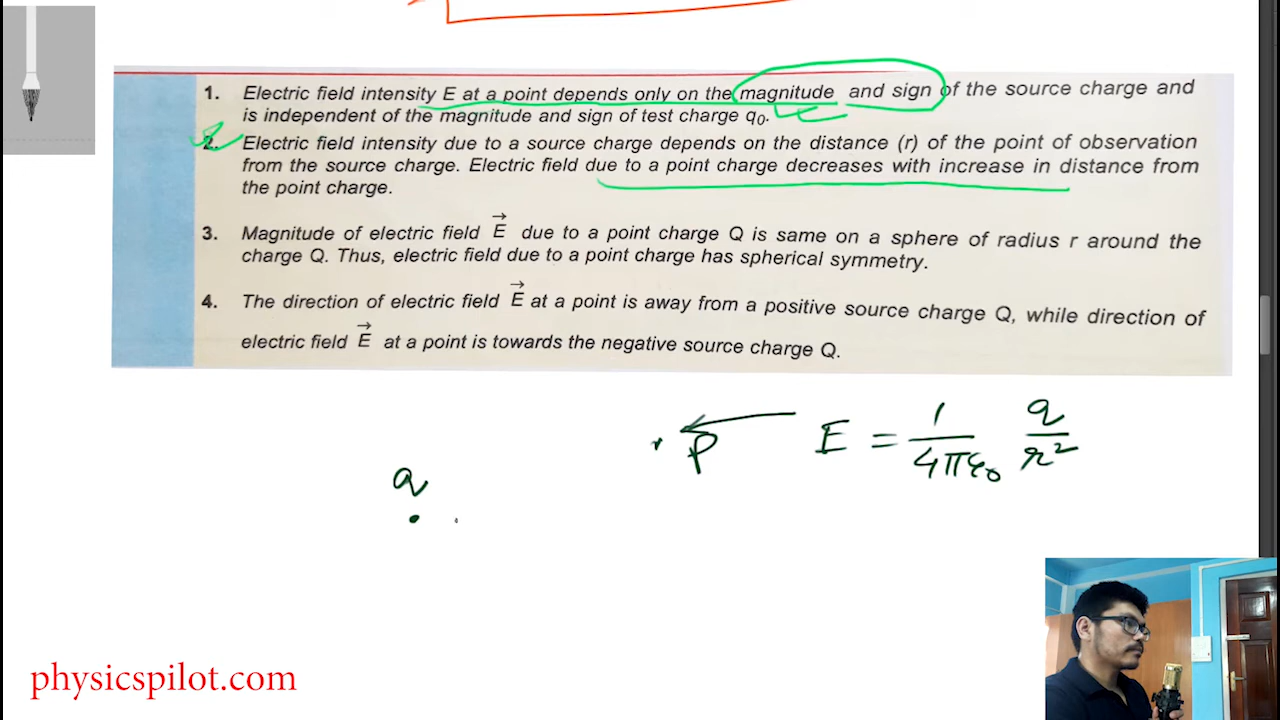 1. Electric field intensity E at a point depends only on the magnitude and sign of the source charge and
is independent of the magnitude and sign of test charge q₀.
2. Electric field intensity due to a source charge depends on the distance (r) of the point of observation
from the source charge. Electric field due to a point charge decreases with increase in distance from
the point charge.
3. Magnitude of electric field E⃗ due to a point charge Q is same on a sphere of radius r around the
charge Q. Thus, electric field due to a point charge has spherical symmetry.
4. The direction of electric field E⃗ at a point is away from a positive source charge Q, while direction of
electric field E⃗ at a point is towards the negative source charge Q.
P E = 1/4πε₀ q/r²
q
physicspilot.com